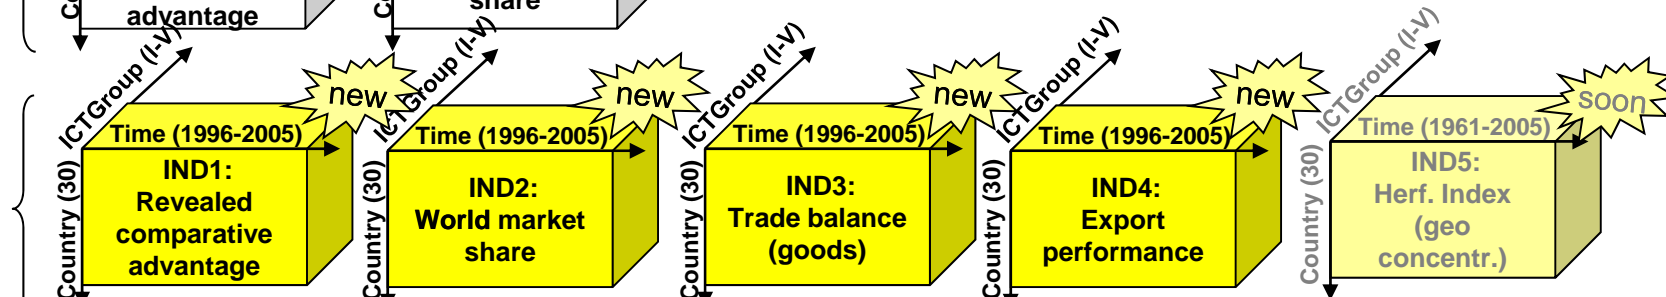 advantage
share
Co
Co
ICTGroup (I-V)
new
Time (1996-2005)
Country (30)
IND1:
Revealed
comparative
advantage
ICTGroup (I-V)
new
Time (1996-2005)
Country (30)
IND2:
World market
share
ICTGroup (I-V)
new
Time (1996-2005)
Country (30)
IND3:
Trade balance
(goods)
ICTGroup (I-V)
new
Time (1996-2005)
Country (30)
IND4:
Export
performance
ICTGroup (I-V)
soon
Time (1961-2005)
Country (30)
IND5:
Herf. Index
(geo
concentr.)